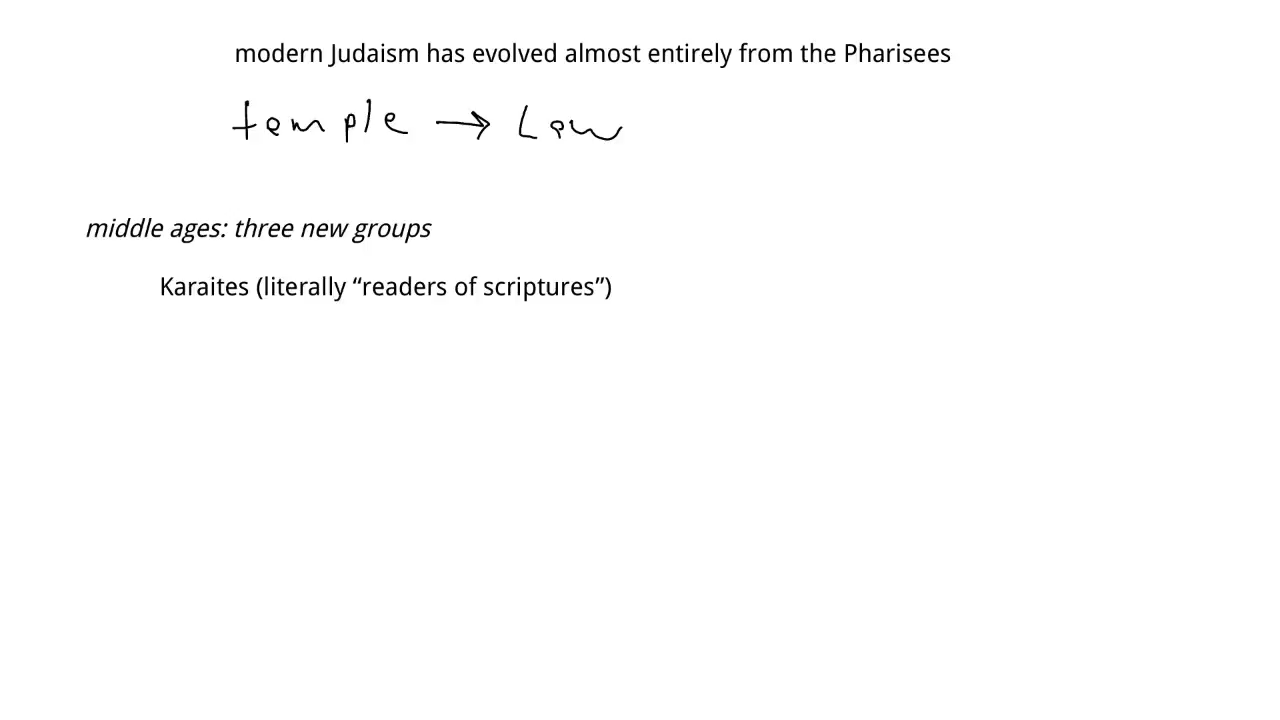 modern Judaism has evolved almost entirely from the Pharisees
temple → Law
middle ages: three new groups
Karaites (literally “readers of scriptures”)